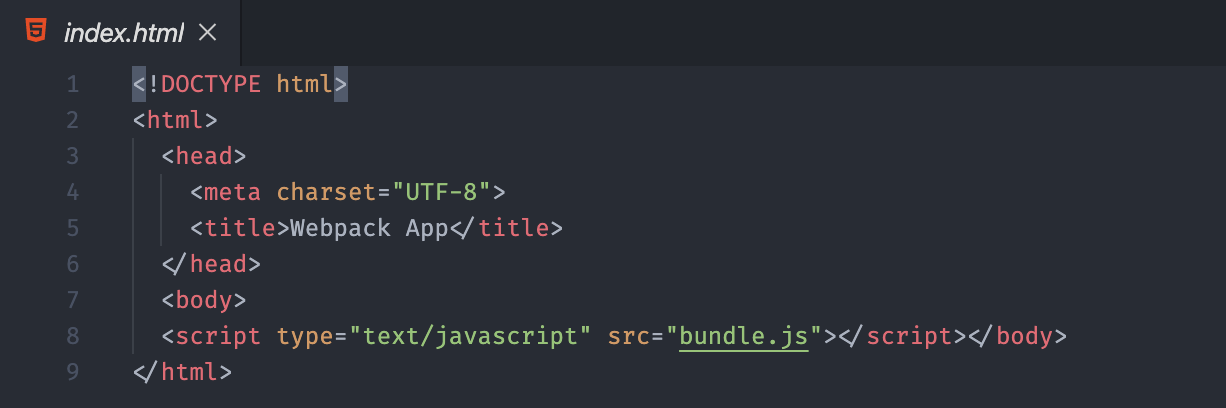 index.html
1 <!DOCTYPE html>
2 <html>
3   <head>
4     <meta charset="UTF-8">
5     <title>Webpack App</title>
6   </head>
7   <body>
8   <script type="text/javascript" src="bundle.js"></script></body>
9 </html>